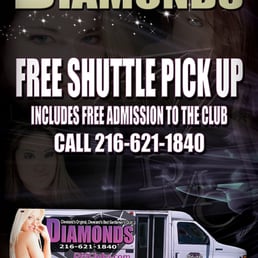 DIAMONDS
FREE SHUTTLE PICK UP
INCLUDES FREE ADMISSION TO THE CLUB
CALL 216-621-1840
DIAMONDS
216-621-1840